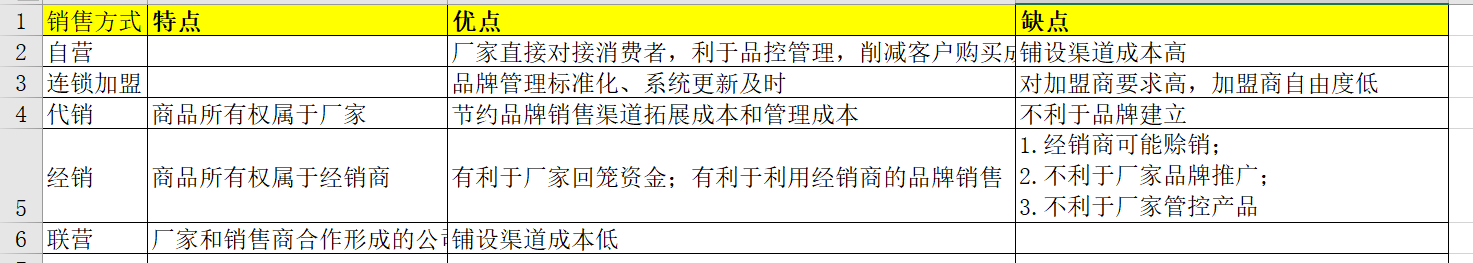 1 销售方式 特点 优点 缺点
2 自营 厂家直接对接消费者，利于品控管理，削减客户购买 铺设渠道成本高
3 连锁加盟 品牌管理标准化、系统更新及时 对加盟商要求高，加盟商自由度低
4 代销 商品所有权属于厂家 节约品牌销售渠道拓展成本和管理成本 不利于品牌建立
5 经销 商品所有权属于经销商 有利于厂家回笼资金；有利于利用经销商的品牌销售 1.经销商可能赊销；
2.不利于厂家品牌推广；
3.不利于厂家管控产品
6 联营 厂家和销售商合作形成的公 铺设渠道成本低